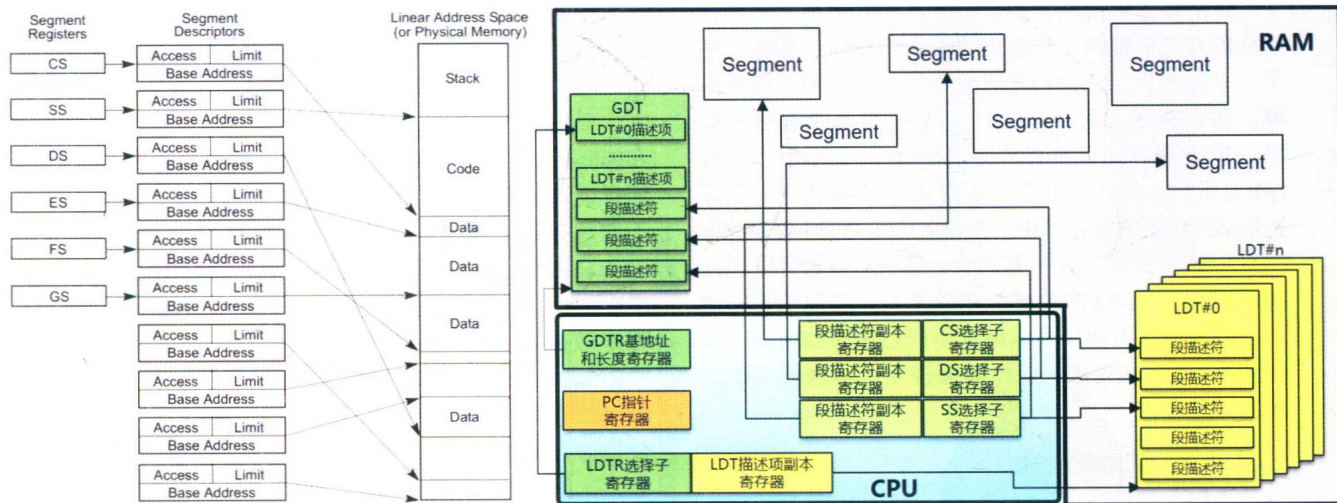 Segment
Registers
Segment
Descriptors
Linear Address Space
(or Physical Memory)
CS
SS
DS
ES
FS
GS
Access Limit
Base Address
Access Limit
Base Address
Access Limit
Base Address
Access Limit
Base Address
Access Limit
Base Address
Access Limit
Base Address
Access Limit
Base Address
Access Limit
Base Address
Access Limit
Base Address
Access Limit
Base Address
Stack
Code
Data
Data
Data
Data
RAM
Segment
Segment
Segment
Segment
Segment
Segment
GDT
LDT#0描述项
............
LDT#n描述项
段描述符
段描述符
段描述符
LDT#n
LDT#0
段描述符
段描述符
段描述符
段描述符
段描述符
GDTR基地址
和长度寄存器
PC指针
寄存器
LDTR选择子
寄存器
LDT描述项副本
寄存器
段描述符副本
寄存器
CS选择子
寄存器
段描述符副本
寄存器
DS选择子
寄存器
段描述符副本
寄存器
SS选择子
寄存器
CPU